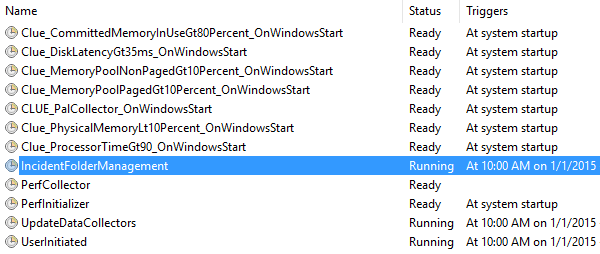 Name Status Triggers
Clue_CommittedMemoryInUseGt80Percent_OnWindowsStart Ready At system startup
Clue_DiskLatencyGt35ms_OnWindowsStart Ready At system startup
Clue_MemoryPoolNonPagedGt10Percent_OnWindowsStart Ready At system startup
Clue_MemoryPoolPagedGt10Percent_OnWindowsStart Ready At system startup
CLUE_PalCollector_OnWindowsStart Ready At system startup
Clue_PhysicalMemoryLt10Percent_OnWindowsStart Ready At system startup
Clue_ProcessorTimeGt90_OnWindowsStart Ready At system startup
IncidentFolderManagement Running At 10:00 AM on 1/1/2015
PerfCollector Ready
PerfInitializer Ready At system startup
UpdateDataCollectors Running At 10:00 AM on 1/1/2015
UserInitiated Running At 10:00 AM on 1/1/2015